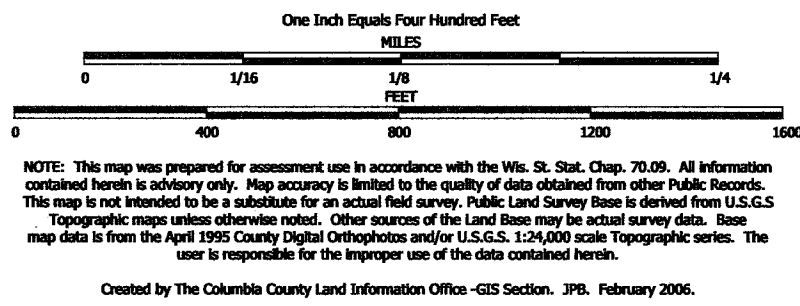 One Inch Equals Four Hundred Feet
MILES
0 1/16 1/8 1/4
FEET
0 400 800 1200 1600
NOTE: This map was prepared for assessment use in accordance with the Wis. St. Stat. Chap. 70.09. All information
contained herein is advisory only. Map accuracy is limited to the quality of data obtained from other Public Records.
This map is not intended to be a substitute for an actual field survey. Public Land Survey Base is derived from U.S.G.S
Topographic maps unless otherwise noted. Other sources of the Land Base may be actual survey data. Base
map data is from the April 1995 County Digital Orthophotos and/or U.S.G.S. 1:24,000 scale Topographic series. The
user is responsible for the improper use of the data contained herein.
Created by The Columbia County Land Information Office -GIS Section. JPB. February 2006.